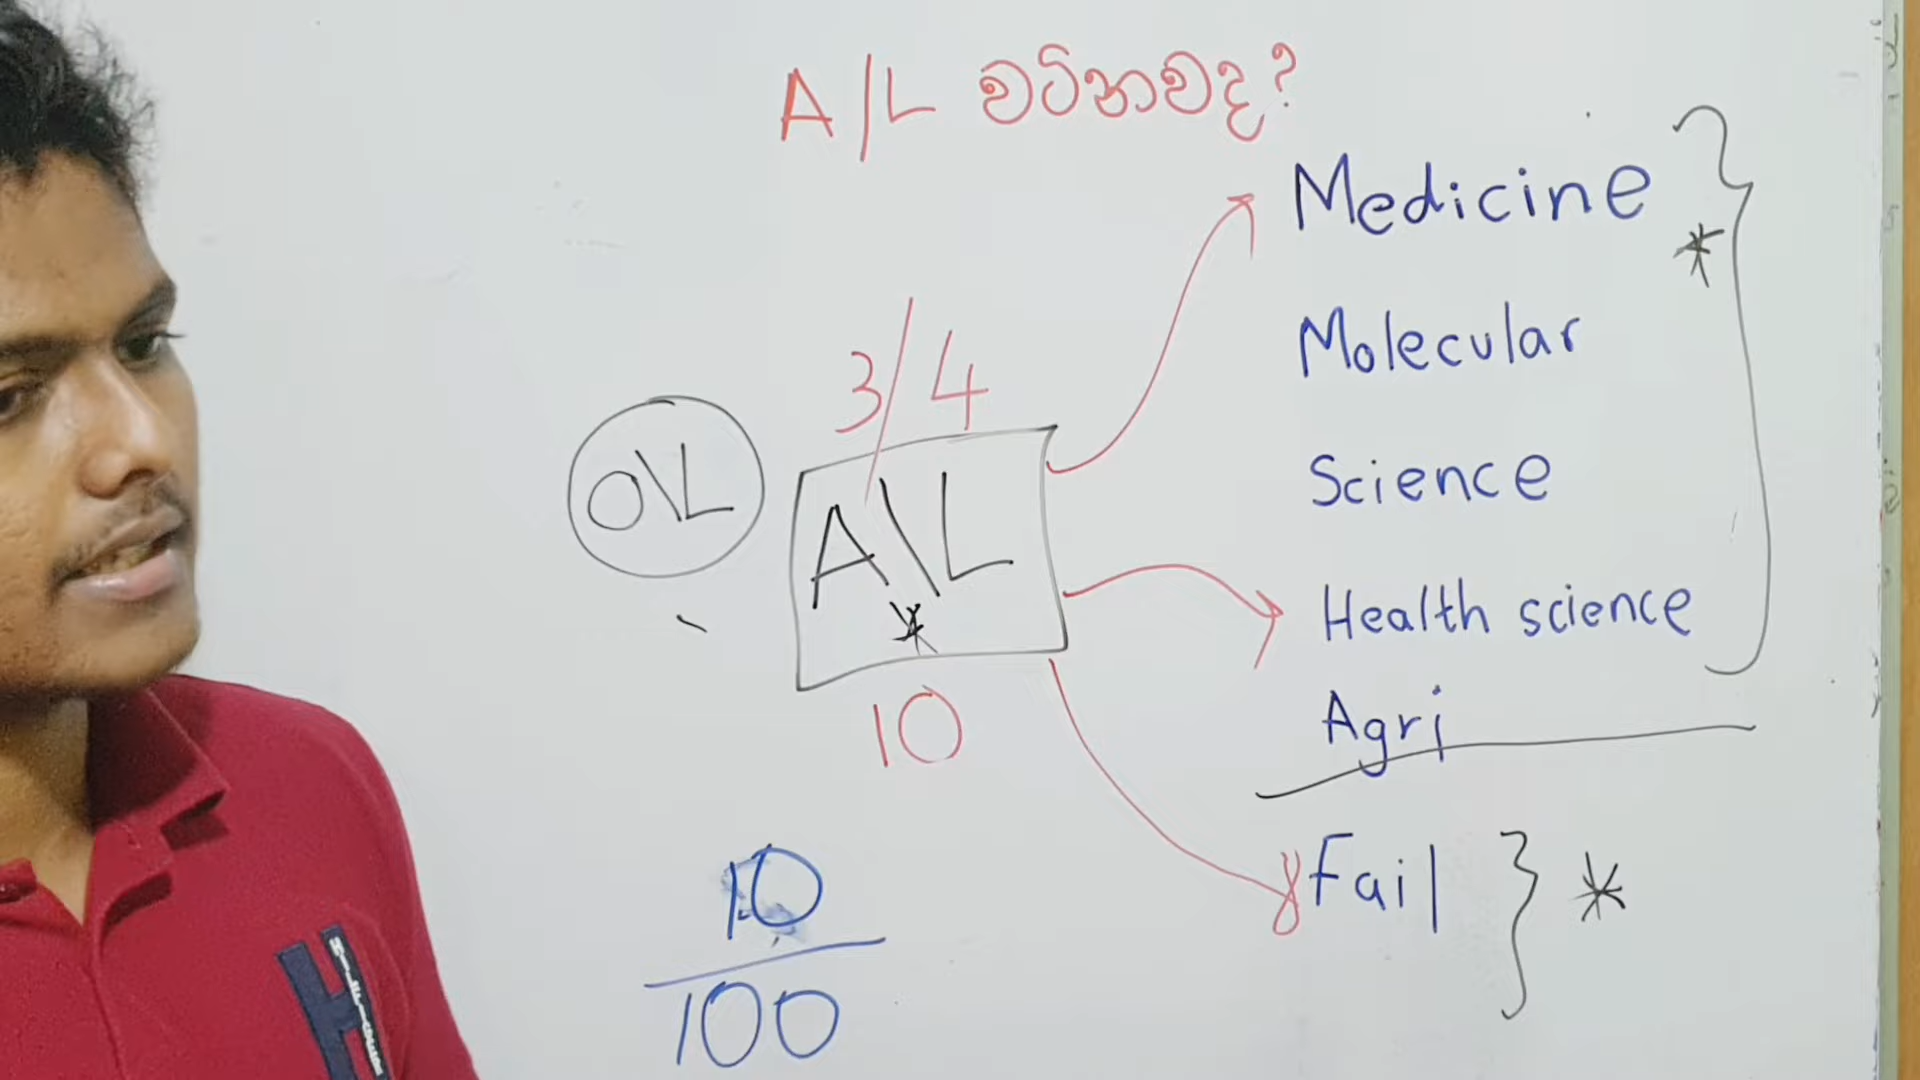 A/L වටිනවද?
Medicine
Molecular
Science
Health science
Agri
Fail
3/4
O\L
A\L
10
10
100